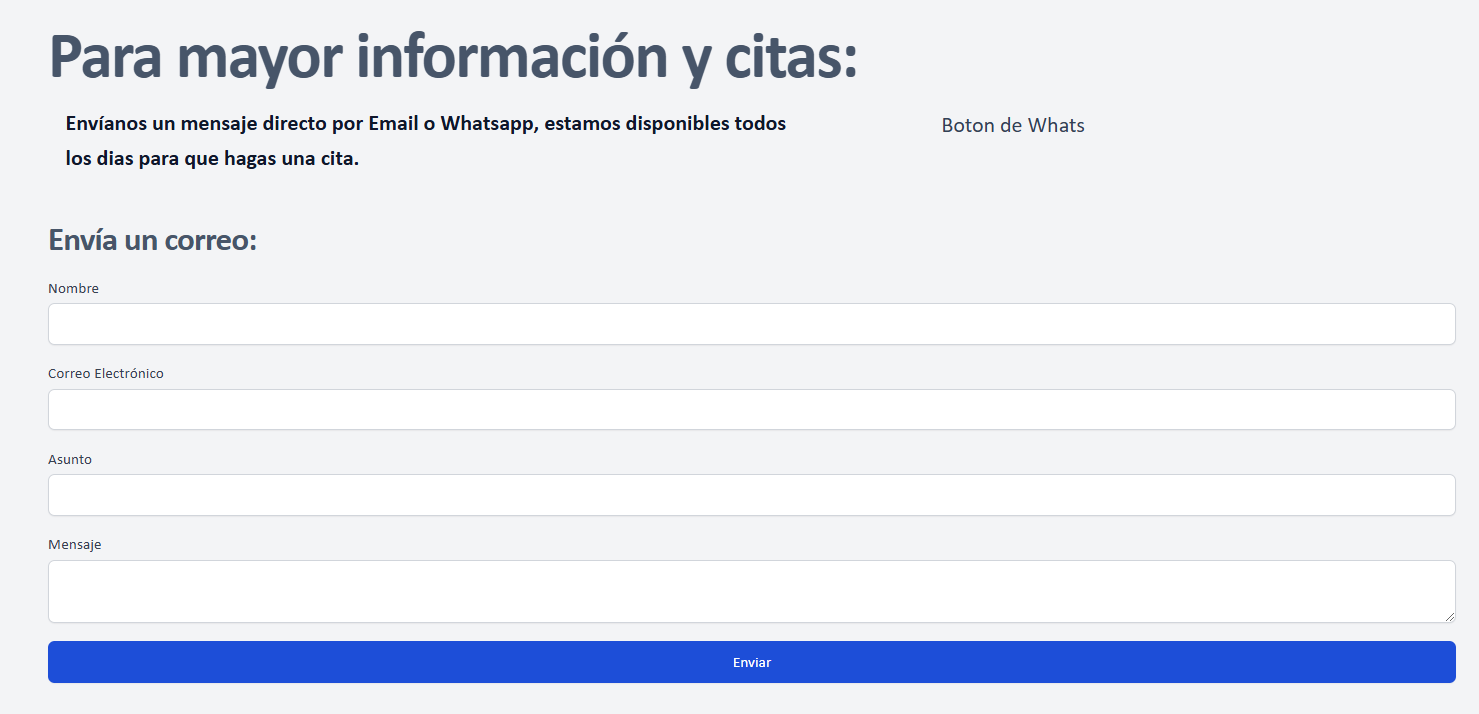 Para mayor información y citas:
Envíanos un mensaje directo por Email o Whatsapp, estamos disponibles todos
los dias para que hagas una cita.
Boton de Whats
Envía un correo:
Nombre
Correo Electrónico
Asunto
Mensaje
Enviar